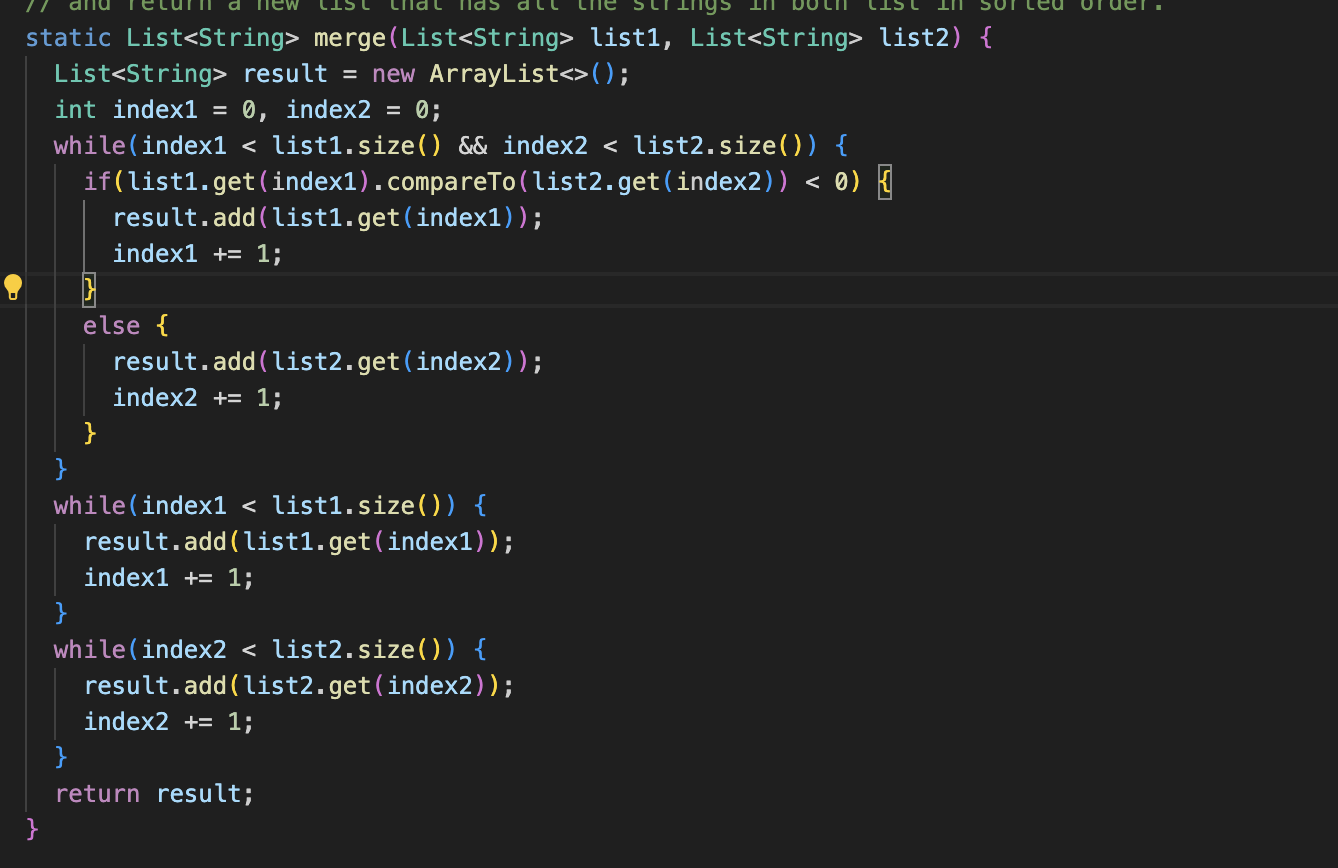 // and return a new list that has all the strings in both list in sorted order.
static List<String> merge(List<String> list1, List<String> list2) {
  List<String> result = new ArrayList<>();
  int index1 = 0, index2 = 0;
  while(index1 < list1.size() && index2 < list2.size()) {
    if(list1.get(index1).compareTo(list2.get(index2)) < 0) {
      result.add(list1.get(index1));
      index1 += 1;
    }
    else {
      result.add(list2.get(index2));
      index2 += 1;
    }
  }
  while(index1 < list1.size()) {
    result.add(list1.get(index1));
    index1 += 1;
  }
  while(index2 < list2.size()) {
    result.add(list2.get(index2));
    index2 += 1;
  }
  return result;
}